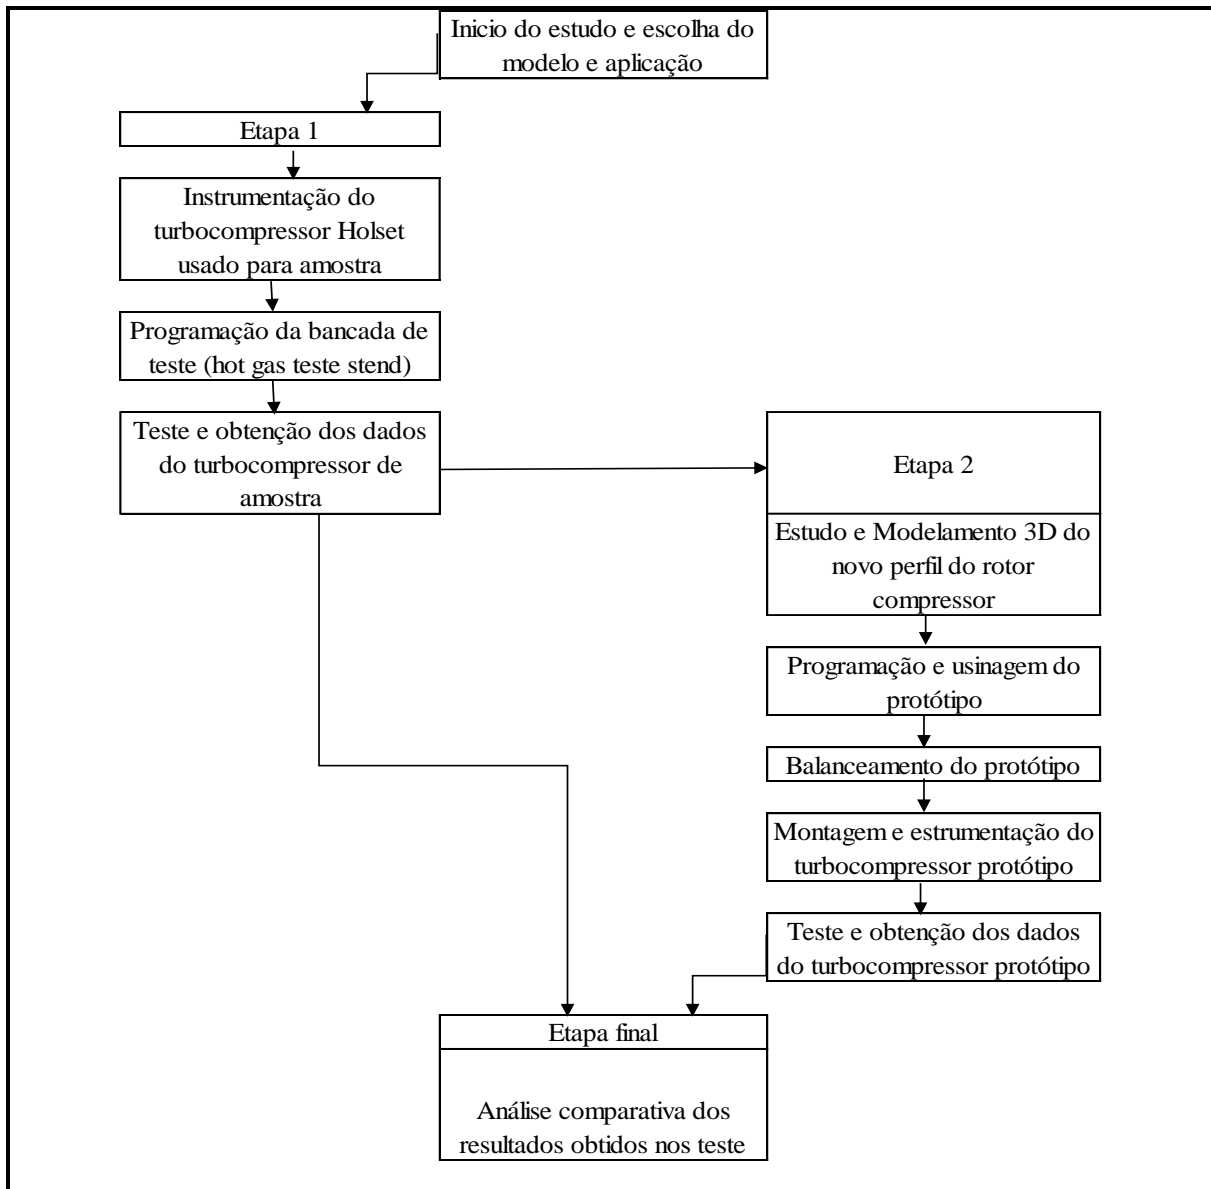 Inicio do estudo e escolha do
modelo e aplicação
Etapa 1
Instrumentação do
turbocompressor Holset
usado para amostra
Programação da bancada de
teste (hot gas teste stend)
Teste e obtenção dos dados
do turbocompressor de
amostra
Etapa 2
Estudo e Modelamento 3D do
novo perfil do rotor
compressor
Programação e usinagem do
protótipo
Balanceamento do protótipo
Montagem e estrumentação do
turbocompressor protótipo
Teste e obtenção dos dados
do turbocompressor protótipo
Etapa final
Análise comparativa dos
resultados obtidos nos teste